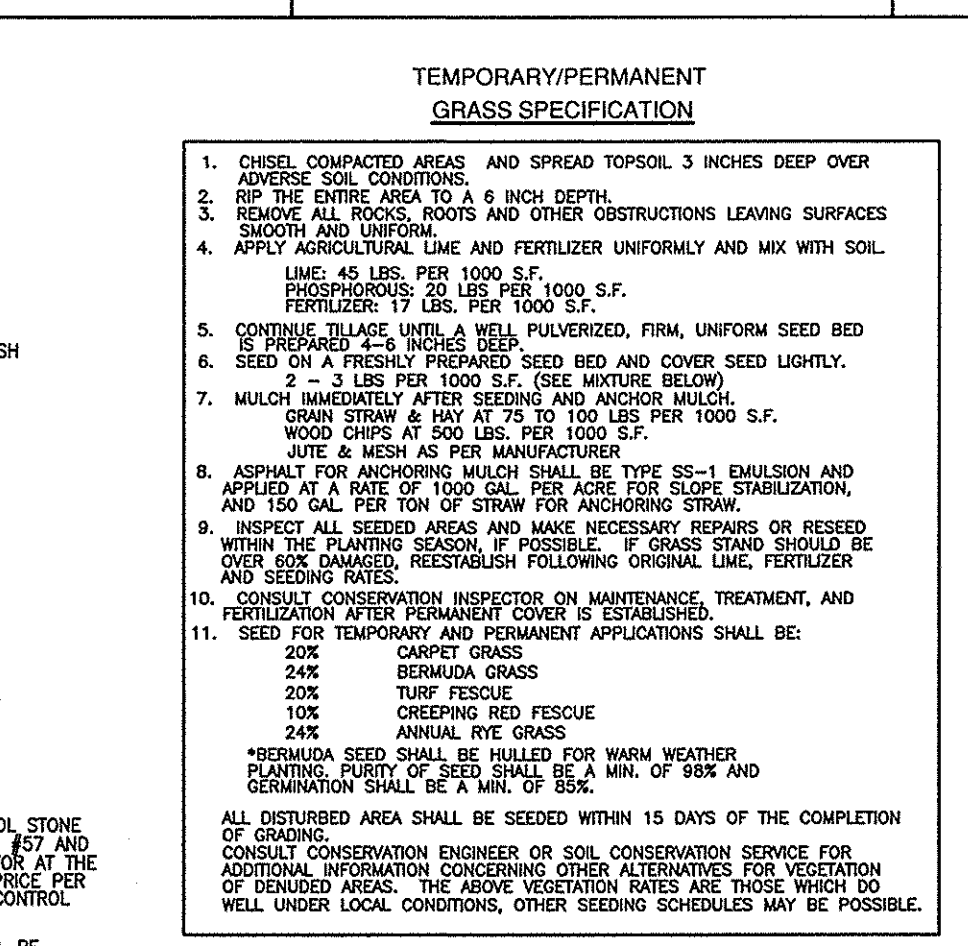 TEMPORARY/PERMANENT
GRASS SPECIFICATION
1. CHISEL COMPACTED AREAS AND SPREAD TOPSOIL 3 INCHES DEEP OVER
ADVERSE SOIL CONDITIONS.
2. RIP THE ENTIRE AREA TO A 6 INCH DEPTH.
3. REMOVE ALL ROCKS, ROOTS AND OTHER OBSTRUCTIONS LEAVING SURFACES
SMOOTH AND UNIFORM.
4. APPLY AGRICULTURAL LIME AND FERTILIZER UNIFORMLY AND MIX WITH SOIL.
LIME: 45 LBS. PER 1000 S.F.
PHOSPHOROUS: 20 LBS PER 1000 S.F.
FERTILIZER: 17 LBS. PER 1000 S.F.
5. CONTINUE TILLAGE UNTIL A WELL PULVERIZED, FIRM, UNIFORM SEED BED
IS PREPARED 4-6 INCHES DEEP.
6. SEED ON A FRESHLY PREPARED SEED BED AND COVER SEED LIGHTLY.
2 - 3 LBS PER 1000 S.F. (SEE MIXTURE BELOW)
7. MULCH IMMEDIATELY AFTER SEEDING AND ANCHOR MULCH.
GRAIN STRAW & HAY AT 75 TO 100 LBS PER 1000 S.F.
WOOD CHIPS AT 500 LBS. PER 1000 S.F.
JUTE & MESH AS PER MANUFACTURER
8. ASPHALT FOR ANCHORING MULCH SHALL BE TYPE SS-1 EMULSION AND
APPLIED AT A RATE OF 1000 GAL. PER ACRE FOR SLOPE STABILIZATION,
AND 150 GAL. PER TON OF STRAW FOR ANCHORING STRAW.
9. INSPECT ALL SEEDED AREAS AND MAKE NECESSARY REPAIRS OR RESEED
WITHIN THE PLANTING SEASON, IF POSSIBLE. IF GRASS STAND SHOULD BE
OVER 60% DAMAGED, REESTABLISH FOLLOWING ORIGINAL LIME, FERTILIZER
AND SEEDING RATES.
10. CONSULT CONSERVATION INSPECTOR ON MAINTENANCE, TREATMENT, AND
FERTILIZATION AFTER PERMANENT COVER IS ESTABLISHED.
11. SEED FOR TEMPORARY AND PERMANENT APPLICATIONS SHALL BE:
20% CARPET GRASS
24% BERMUDA GRASS
20% TURF FESCUE
10% CREEPING RED FESCUE
24% ANNUAL RYE GRASS
*BERMUDA SEED SHALL BE HULLED FOR WARM WEATHER
PLANTING. PURITY OF SEED SHALL BE A MIN. OF 98% AND
GERMINATION SHALL BE A MIN. OF 85%.
ALL DISTURBED AREA SHALL BE SEEDED WITHIN 15 DAYS OF THE COMPLETION
OF GRADING.
CONSULT CONSERVATION ENGINEER OR SOIL CONSERVATION SERVICE FOR
ADDITIONAL INFORMATION CONCERNING OTHER ALTERNATIVES FOR VEGETATION
OF DENUDED AREAS. THE ABOVE VEGETATION RATES ARE THOSE WHICH DO
WELL UNDER LOCAL CONDITIONS, OTHER SEEDING SCHEDULES MAY BE POSSIBLE.
SH
OL STONE
#57 AND
TOR AT THE
PRICE PER
CONTROL
BE